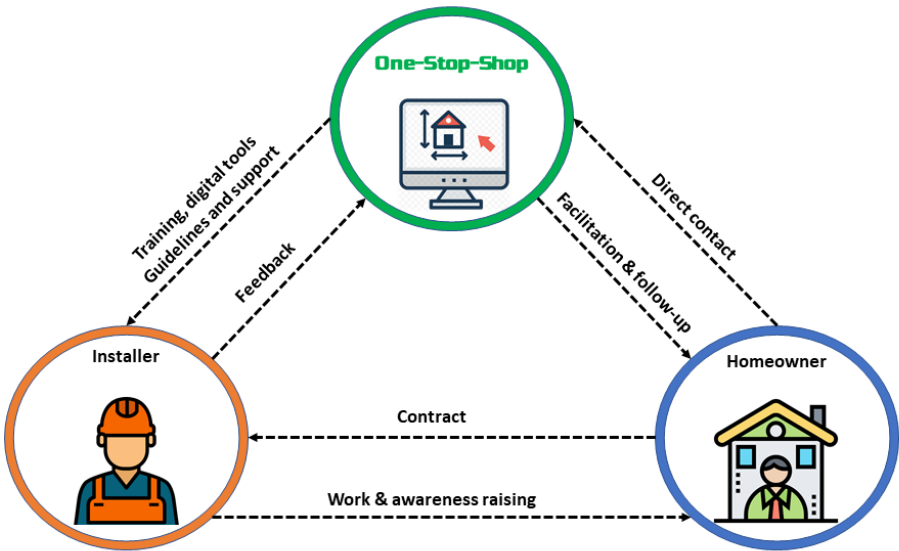 One-Stop-Shop
Training, digital tools
Guidelines and support
Feedback
Direct contact
Facilitation & follow-up
Installer
Homeowner
Contract
Work & awareness raising